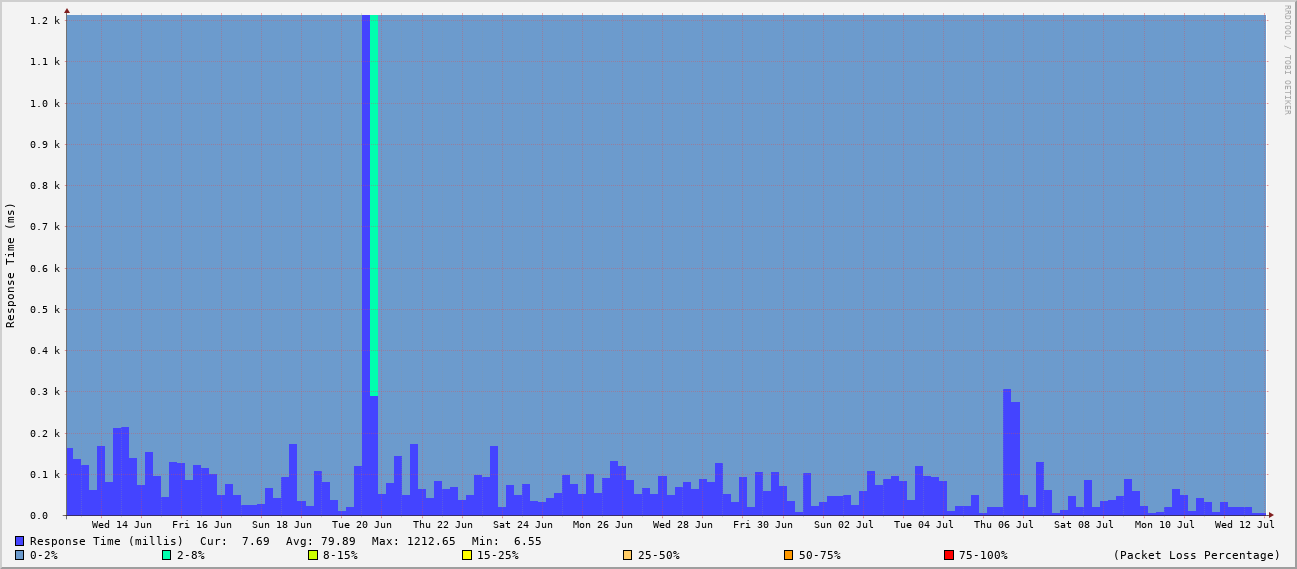 RRDTOOL / TOBI OETIKER
Response Time (ms)
1.2 k
1.1 k
1.0 k
0.9 k
0.8 k
0.7 k
0.6 k
0.5 k
0.4 k
0.3 k
0.2 k
0.1 k
0.0
Wed 14 Jun Fri 16 Jun Sun 18 Jun Tue 20 Jun Thu 22 Jun Sat 24 Jun Mon 26 Jun Wed 28 Jun Fri 30 Jun Sun 02 Jul Tue 04 Jul Thu 06 Jul Sat 08 Jul Mon 10 Jul Wed 12 Jul
Response Time (millis) Cur: 7.69 Avg: 79.89 Max: 1212.65 Min: 6.55
0-2% 2-8% 8-15% 15-25% 25-50% 50-75% 75-100% (Packet Loss Percentage)